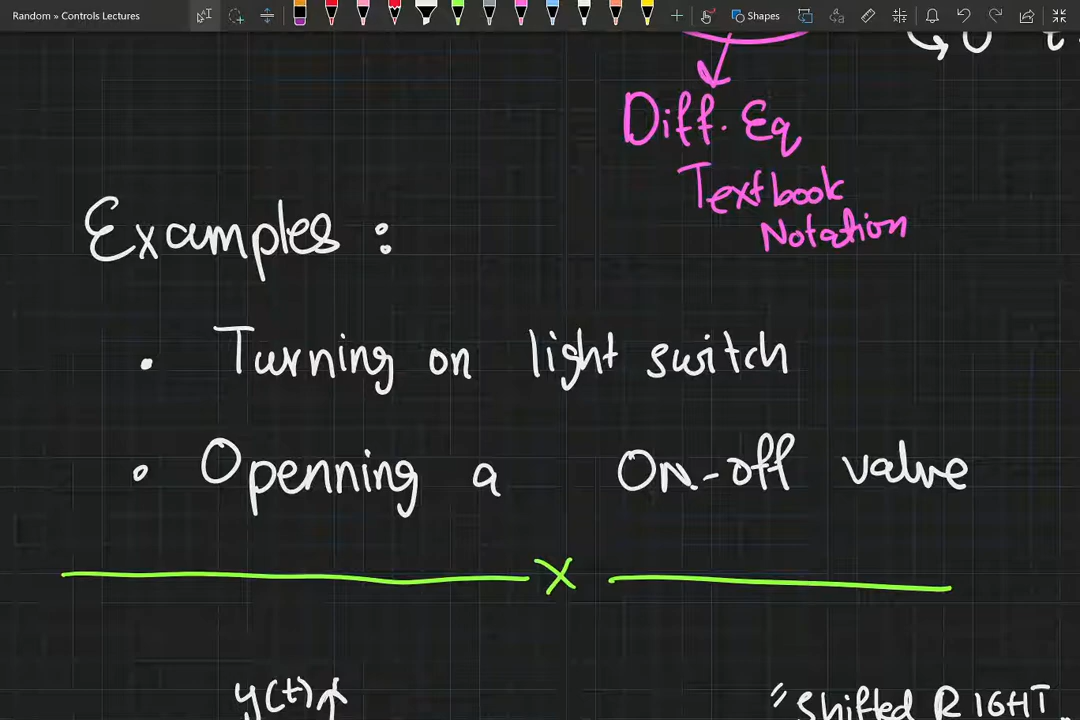 Random » Controls Lectures
Shapes
Diff. Eq
Textbook
Notation
Examples :
• Turning on light switch
• Openning a On-off valve
x
y(t)
"Shifted RIGHT